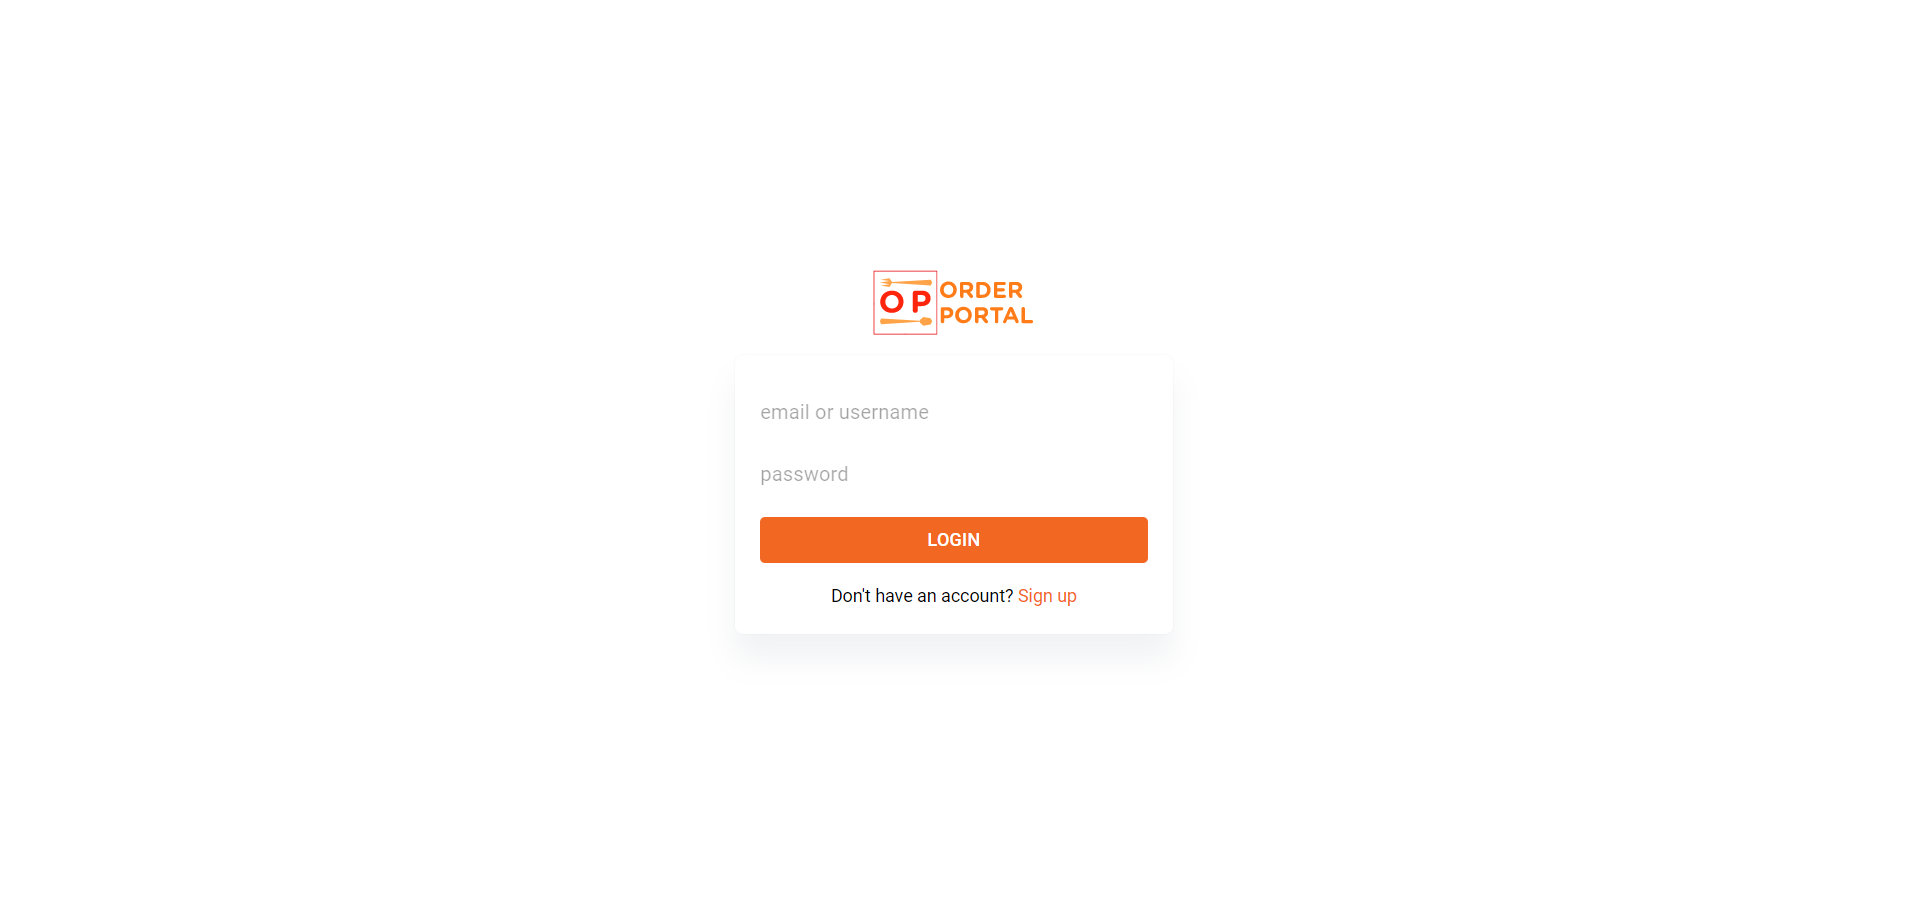 OP
ORDER
PORTAL
email or username
password
LOGIN
Don't have an account? Sign up